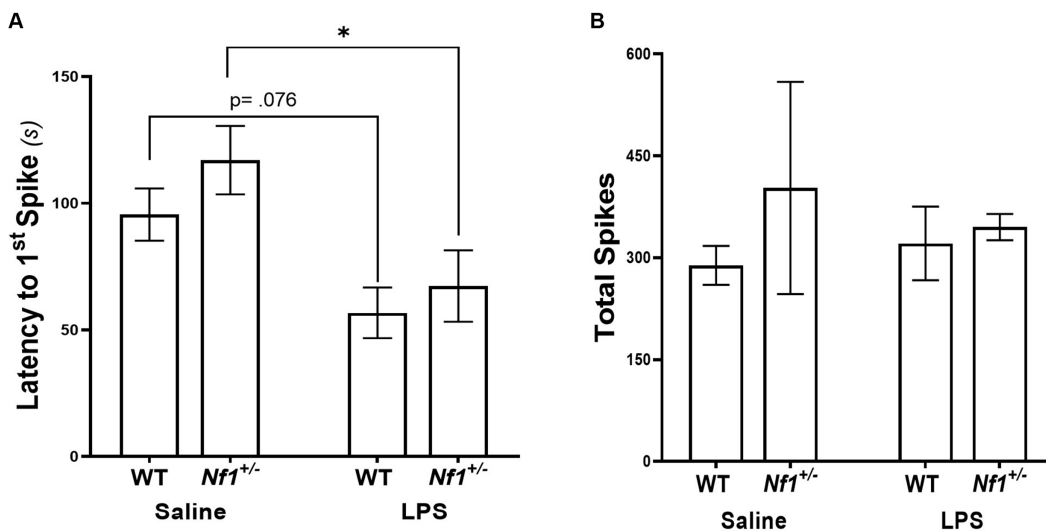 A
Latency to 1st Spike (s)
150
100
50
0
*
p= .076
WT
Nf1+/-
WT
Nf1+/-
Saline
LPS
B
Total Spikes
600
450
300
150
0
WT
Nf1+/-
WT
Nf1+/-
Saline
LPS